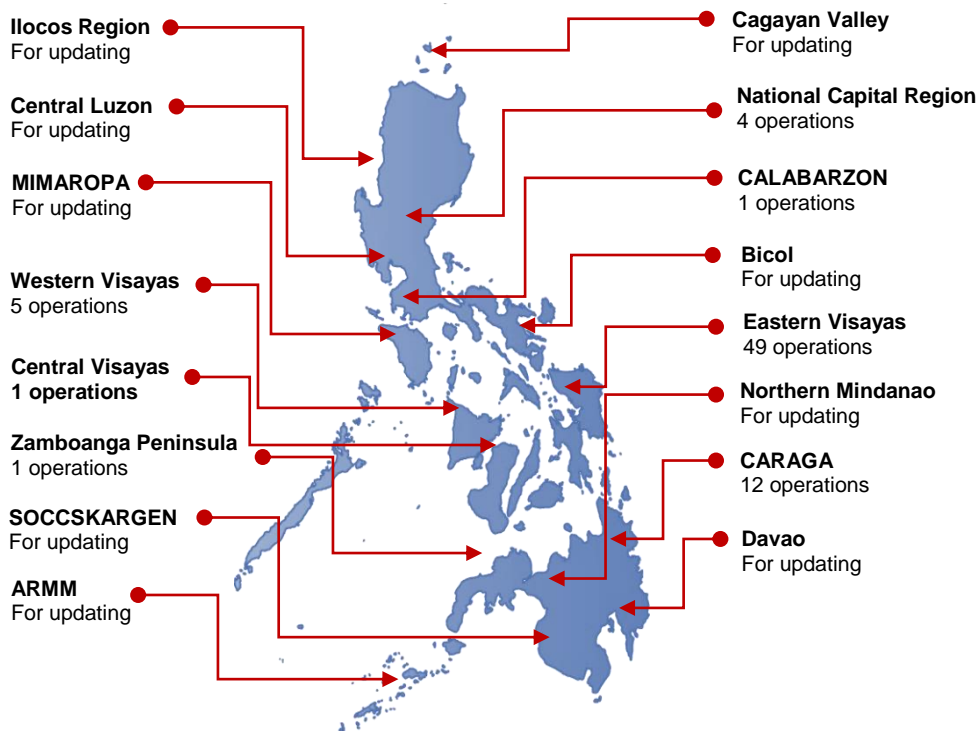 Ilocos Region
For updating
Central Luzon
For updating
MIMAROPA
For updating
Western Visayas
5 operations
Central Visayas
1 operations
Zamboanga Peninsula
1 operations
SOCCSKARGEN
For updating
ARMM
For updating
Cagayan Valley
For updating
National Capital Region
4 operations
CALABARZON
1 operations
Bicol
For updating
Eastern Visayas
49 operations
Northern Mindanao
For updating
CARAGA
12 operations
Davao
For updating